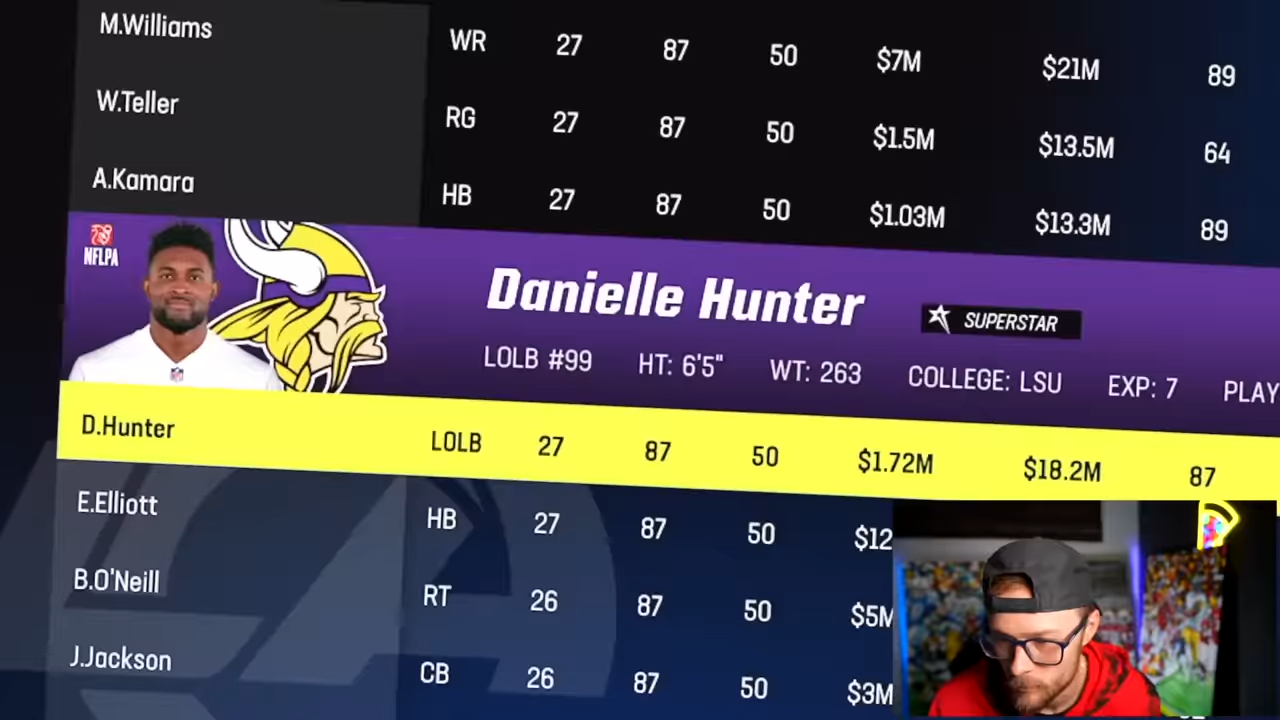 M.Williams WR 27 87 50 $7M $21M 89
W.Teller RG 27 87 50 $1.5M $13.5M 64
A.Kamara HB 27 87 50 $1.03M $13.3M 89
NFLPA
Danielle Hunter SUPERSTAR
LOLB #99 HT: 6'5" WT: 263 COLLEGE: LSU EXP: 7 PLAY
D.Hunter LOLB 27 87 50 $1.72M $18.2M 87
E.Elliott HB 27 87 50 $12
B.O'Neill RT 26 87 50 $5M
J.Jackson CB 26 87 50 $3M